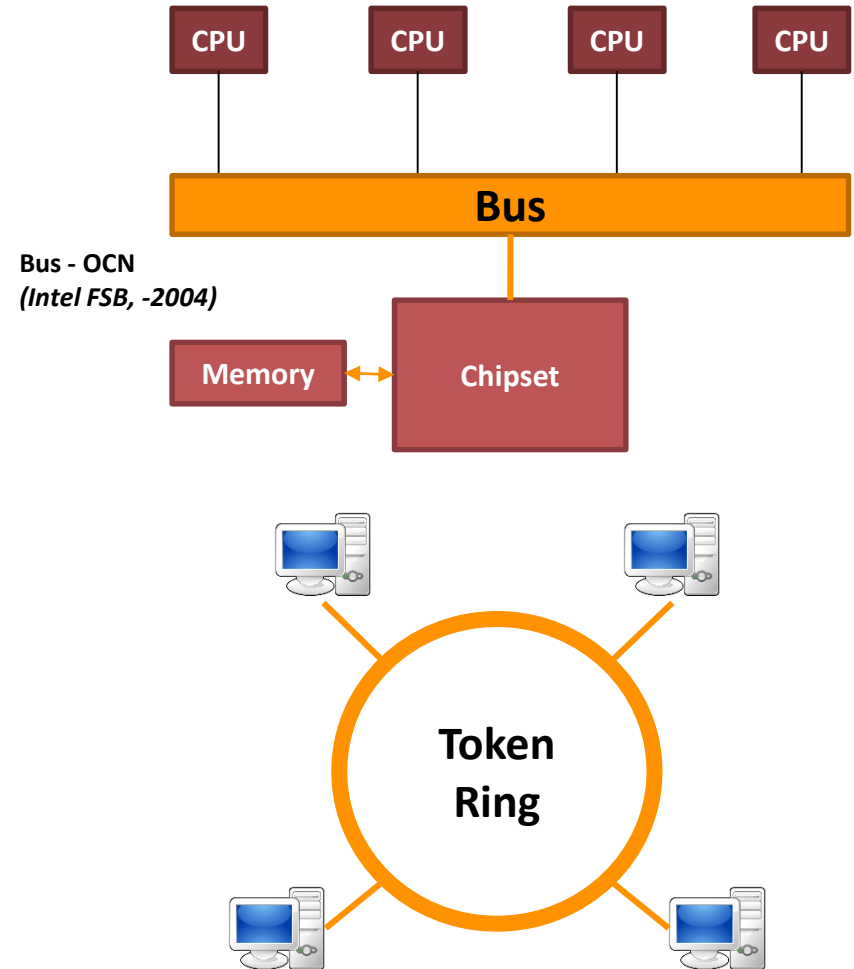 CPU CPU CPU CPU
Bus
Bus - OCN
(Intel FSB, -2004)
Memory Chipset
Token
Ring